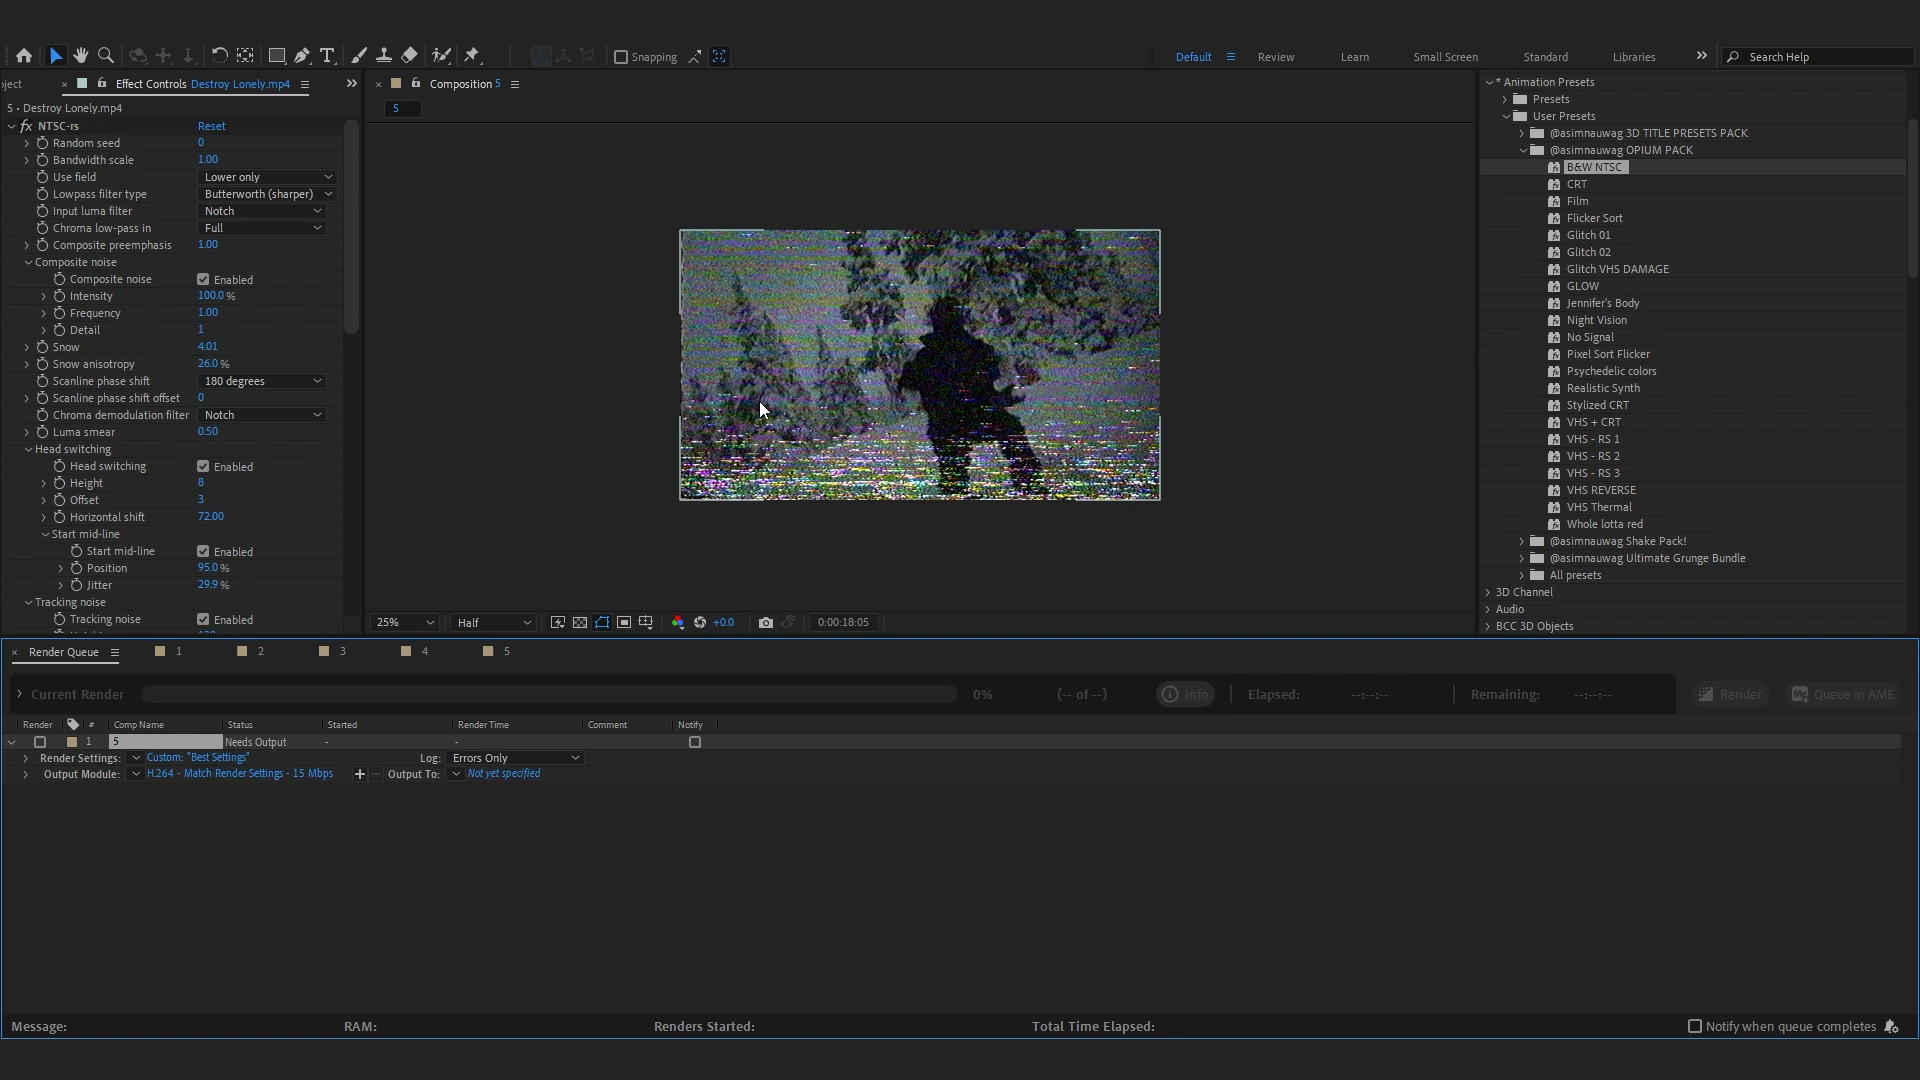 Snapping
Default
Review
Learn
Small Screen
Standard
Libraries
Search Help
ject
Effect Controls Destroy Lonely.mp4
5 • Destroy Lonely.mp4
fx NTSC-rs Reset
Random seed 0
Bandwidth scale 1.00
Use field Lower only
Lowpass filter type Butterworth (sharper)
Input luma filter Notch
Chroma low-pass in Full
Composite preemphasis 1.00
Composite noise
Composite noise Enabled
Intensity 100.0 %
Frequency 1.00
Detail 1
Snow 4.01
Snow anisotropy 26.0 %
Scanline phase shift 180 degrees
Scanline phase shift offset 0
Chroma demodulation filter Notch
Luma smear 0.50
Head switching
Head switching Enabled
Height 8
Offset 3
Horizontal shift 72.00
Start mid-line
Start mid-line Enabled
Position 95.0 %
Jitter 29.9 %
Tracking noise
Tracking noise Enabled
Composition 5
5
25%
Half
+0.0
0:00:18:05
* Animation Presets
Presets
User Presets
@asimnauwag 3D TITLE PRESETS PACK
@asimnauwag OPIUM PACK
B&W NTSC
CRT
Film
Flicker Sort
Glitch 01
Glitch 02
Glitch VHS DAMAGE
GLOW
Jennifer's Body
Night Vision
No Signal
Pixel Sort Flicker
Psychedelic colors
Realistic Synth
Stylized CRT
VHS + CRT
VHS - RS 1
VHS - RS 2
VHS - RS 3
VHS REVERSE
VHS Thermal
Whole lotta red
@asimnauwag Shake Pack!
@asimnauwag Ultimate Grunge Bundle
All presets
3D Channel
Audio
BCC 3D Objects
Render Queue
1
2
3
4
5
Current Render 0% (-- of --) Info Elapsed: --:--:-- Remaining: --:--:-- Render Me Queue in AME
Render # Comp Name Status Started Render Time Comment Notify
1 5 Needs Output - -
Render Settings: Custom: "Best Settings" Log: Errors Only
Output Module: H.264 - Match Render Settings - 15 Mbps Output To: Not yet specified
Message: RAM: Renders Started: Total Time Elapsed: Notify when queue completes